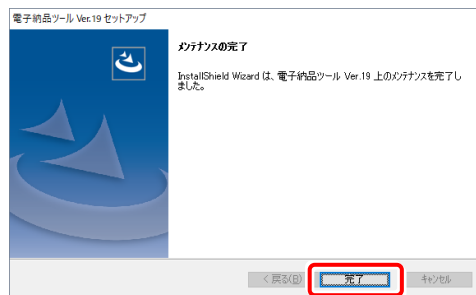 電子納品ツール Ver.19 セットアップ
メンテナンスの完了
InstallShield Wizard は、電子納品ツール Ver.19 上のメンテナンスを完了し
ました。
< 戻る(B) 完了 キャンセル